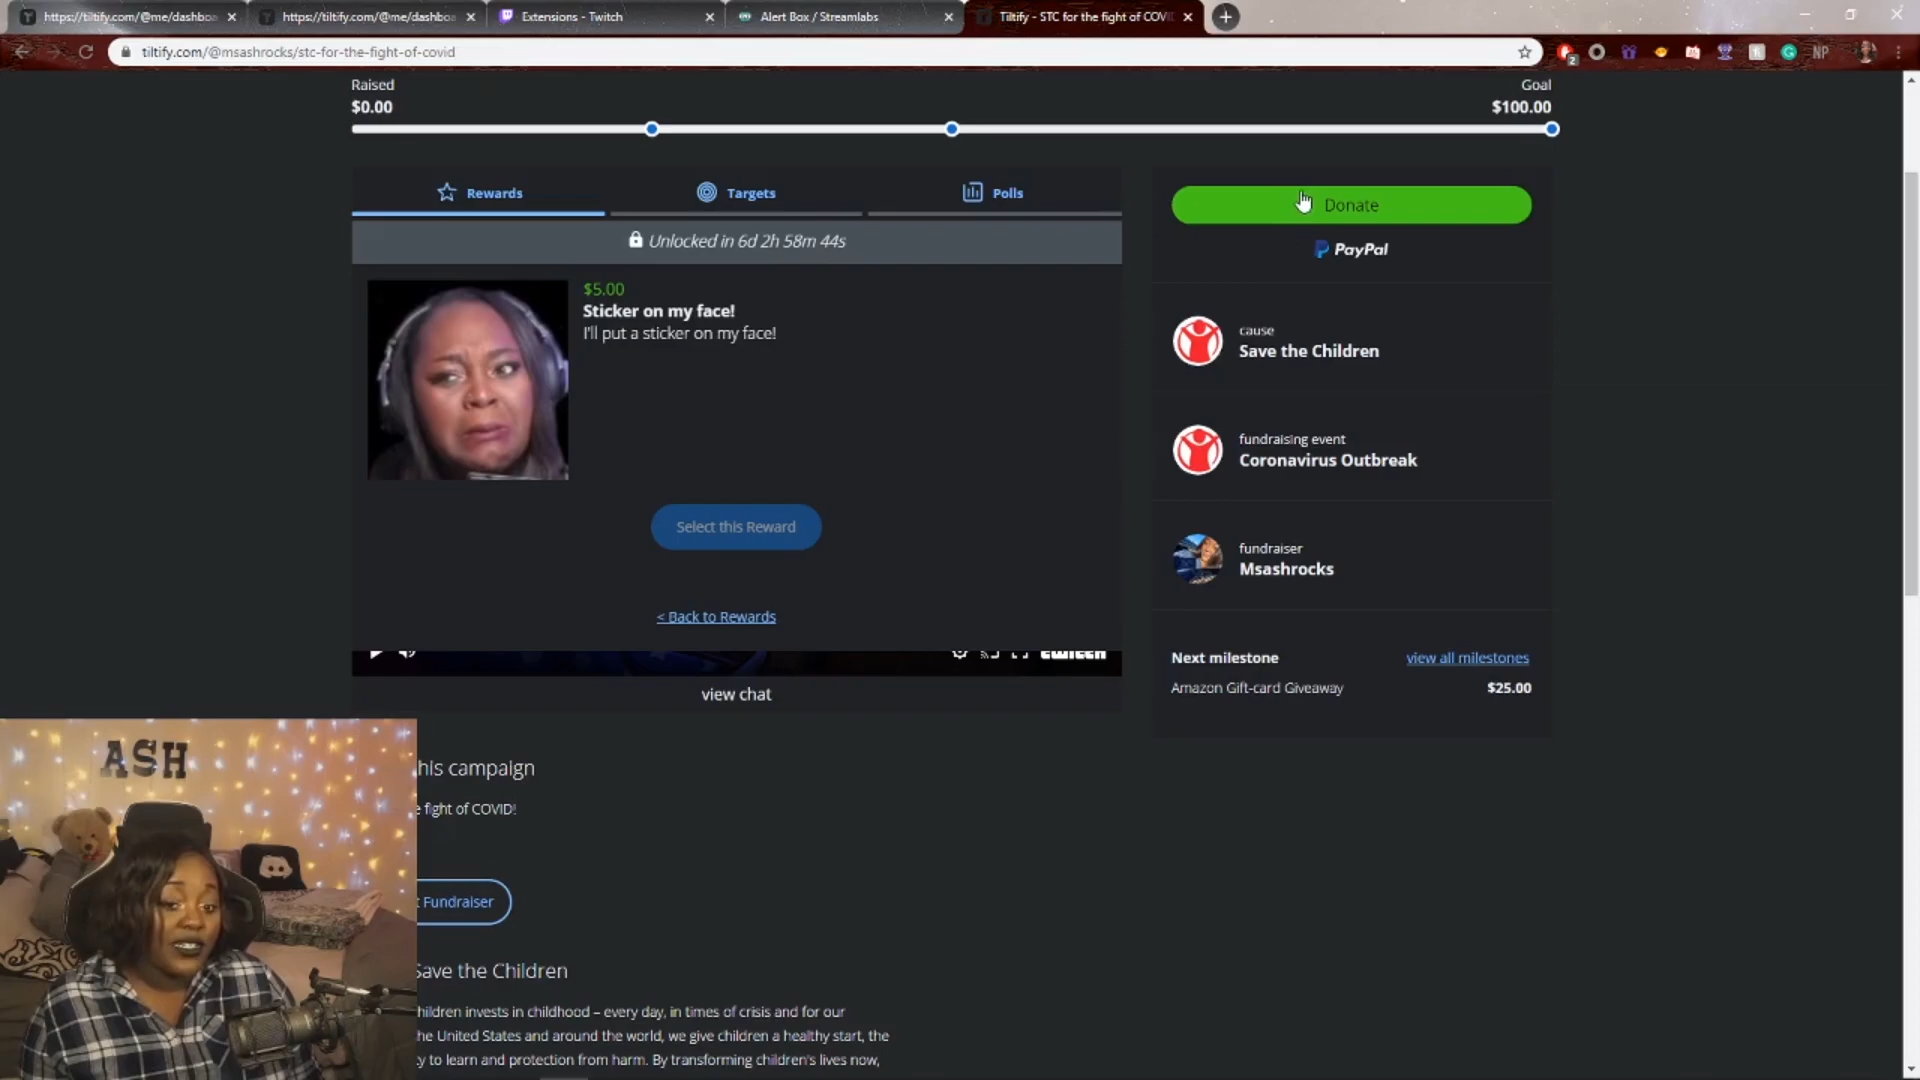 https://tiltify.com/@me/dashboa
https://tiltify.com/@me/dashboa
Extensions - Twitch
Alert Box / Streamlabs
Tiltify - STC for the fight of COVI
tiltify.com/@msashrocks/stc-for-the-fight-of-covid
2
NP
Raised
$0.00
Goal
$100.00
Rewards
Targets
Polls
Unlocked in 6d 2h 58m 44s
$5.00
Sticker on my face!
I'll put a sticker on my face!
Select this Reward
< Back to Rewards
view chat
Donate
PayPal
cause
Save the Children
fundraising event
Coronavirus Outbreak
fundraiser
Msashrocks
Next milestone
view all milestones
Amazon Gift-card Giveaway
$25.00
ASH
his campaign
fight of COVID!
Fundraiser
Save the Children
hildren invests in childhood – every day, in times of crisis and for our
he United States and around the world, we give children a healthy start, the
y to learn and protection from harm. By transforming children's lives now,